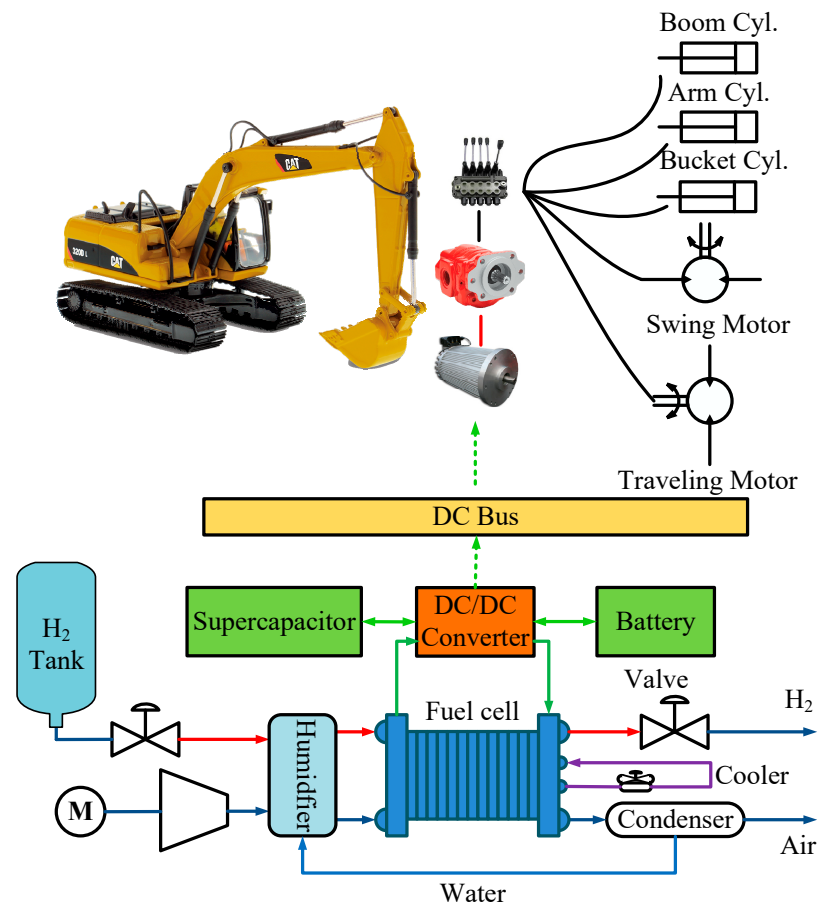 Boom Cyl.
Arm Cyl.
Bucket Cyl.
CAT
320D L
CAT
Swing Motor
Traveling Motor
DC Bus
Supercapacitor
DC/DC
Converter
Battery
H2
Tank
Valve
H2
Fuel cell
Humidfier
Cooler
M
Condenser
Air
Water